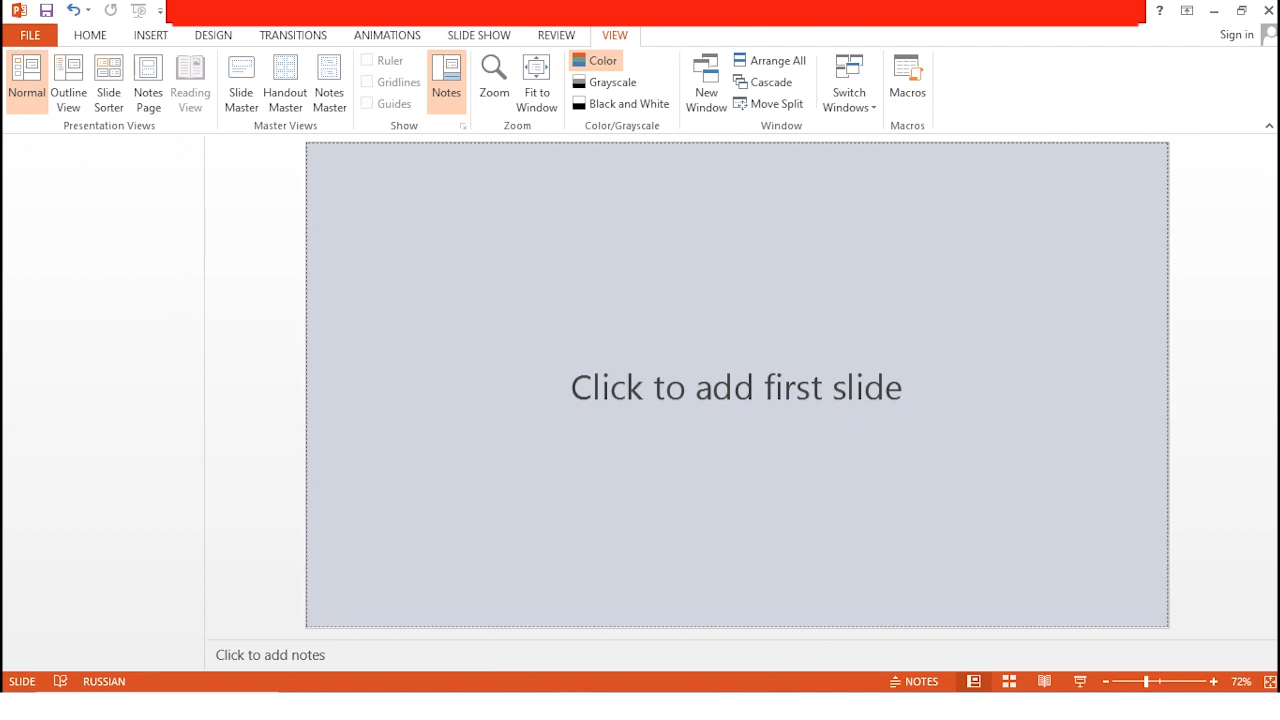 FILE HOME INSERT DESIGN TRANSITIONS ANIMATIONS SLIDE SHOW REVIEW VIEW Sign in
Normal
Outline View
Slide Sorter
Notes Page
Reading View
Presentation Views
Slide Master
Handout Master
Notes Master
Master Views
Ruler
Gridlines
Guides
Show
Notes
Zoom
Fit to Window
Zoom
Color
Grayscale
Black and White
Color/Grayscale
New Window
Arrange All
Cascade
Move Split
Switch Windows
Window
Macros
Macros
Click to add first slide
Click to add notes
SLIDE RUSSIAN NOTES 72%